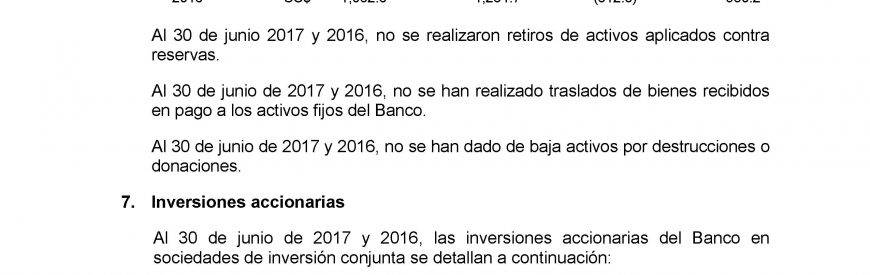 Al 30 de junio 2017 y 2016, no se realizaron retiros de activos aplicados contra
reservas.
Al 30 de junio de 2017 y 2016, no se han realizado traslados de bienes recibidos
en pago a los activos fijos del Banco.
Al 30 de junio de 2017 y 2016, no se han dado de baja activos por destrucciones o
donaciones.
7. Inversiones accionarias
Al 30 de junio de 2017 y 2016, las inversiones accionarias del Banco en
sociedades de inversión conjunta se detallan a continuación: